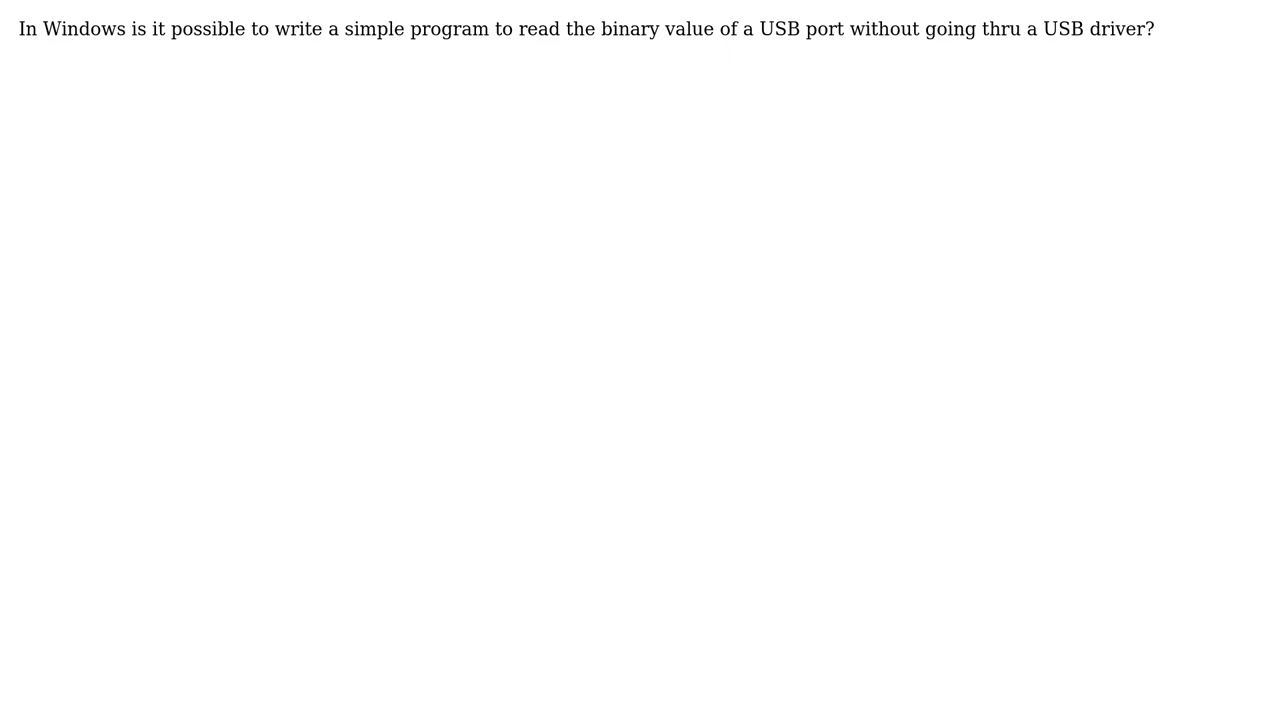 In Windows is it possible to write a simple program to read the binary value of a USB port without going thru a USB driver?